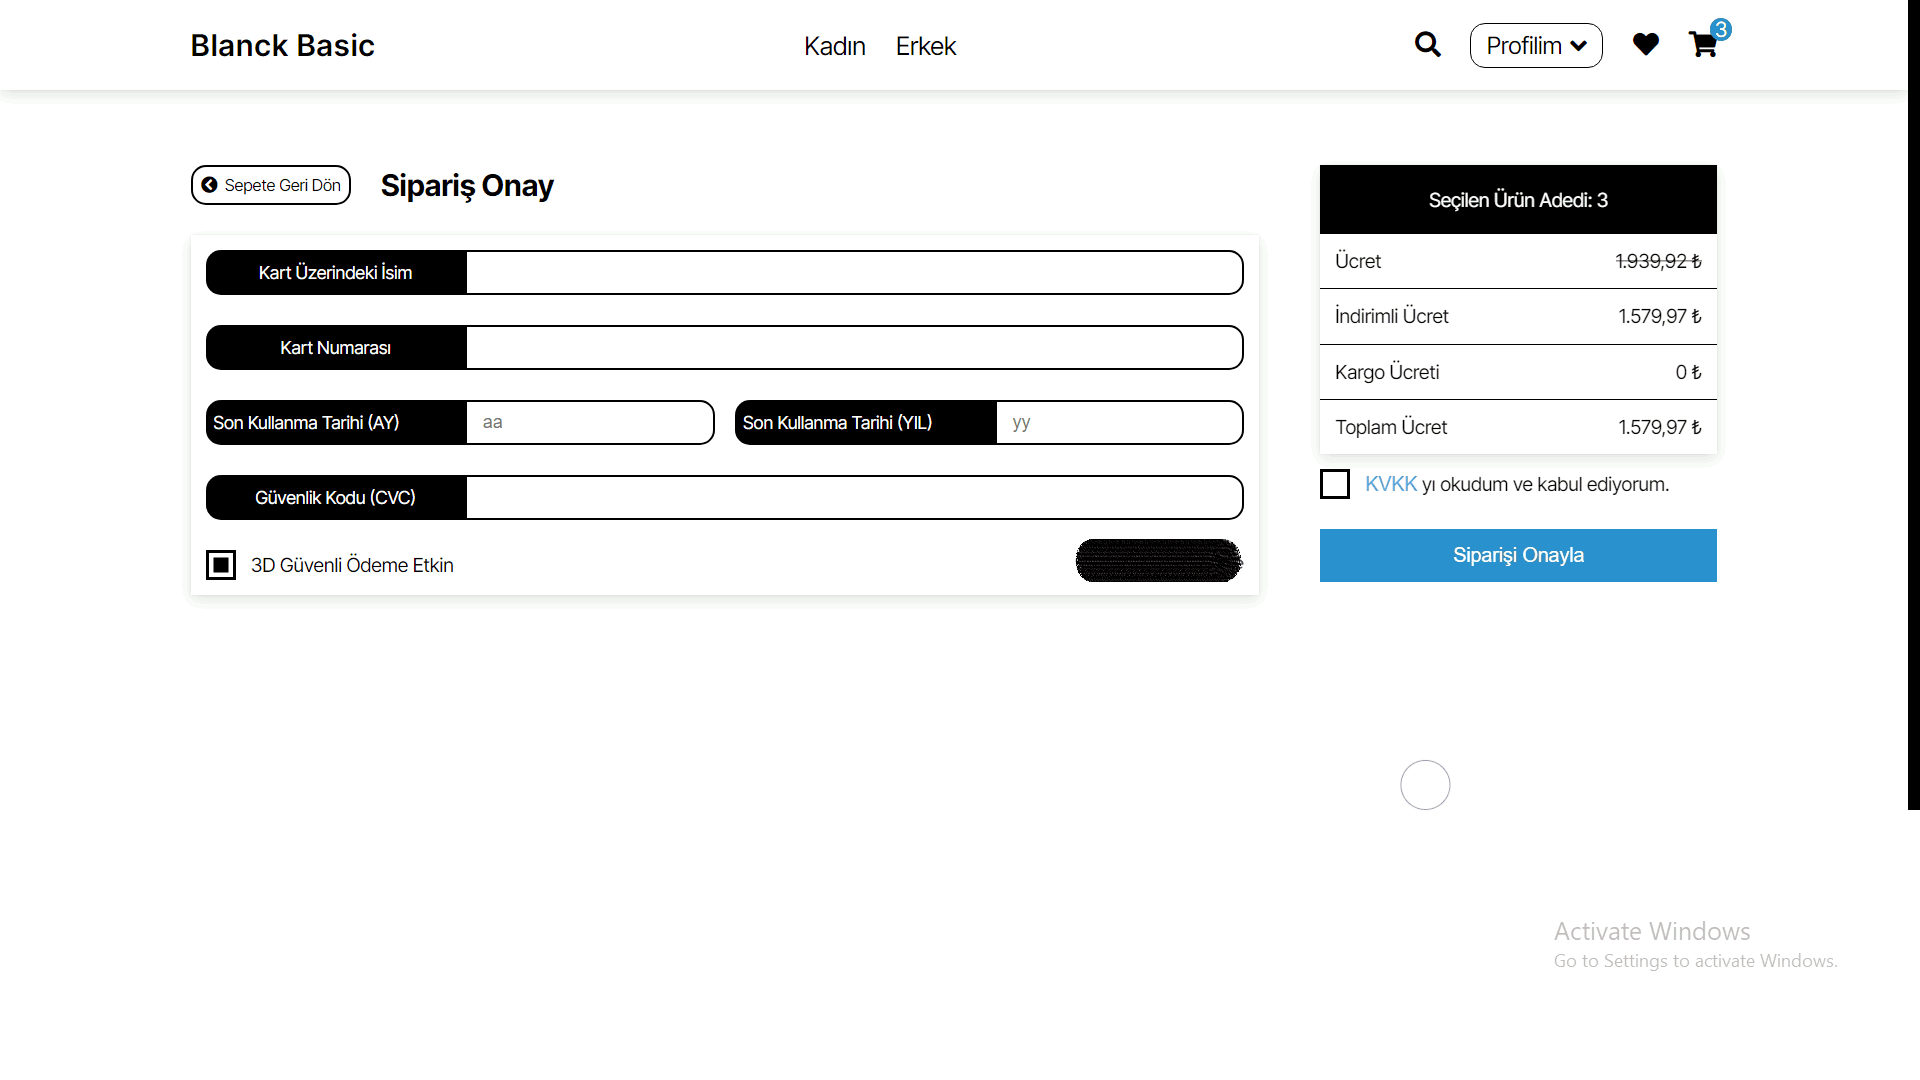 Blanck Basic
Kadın
Erkek
Profilim
3
Sepete Geri Dön
Sipariş Onay
Kart Üzerindeki İsim
Kart Numarası
Son Kullanma Tarihi (AY)
aa
Son Kullanma Tarihi (YIL)
yy
Güvenlik Kodu (CVC)
3D Güvenli Ödeme Etkin
Seçilen Ürün Adedi: 3
Ücret 1.939,92 ₺
İndirimli Ücret 1.579,97 ₺
Kargo Ücreti 0 ₺
Toplam Ücret 1.579,97 ₺
KVKK yı okudum ve kabul ediyorum.
Siparişi Onayla
Activate Windows
Go to Settings to activate Windows.